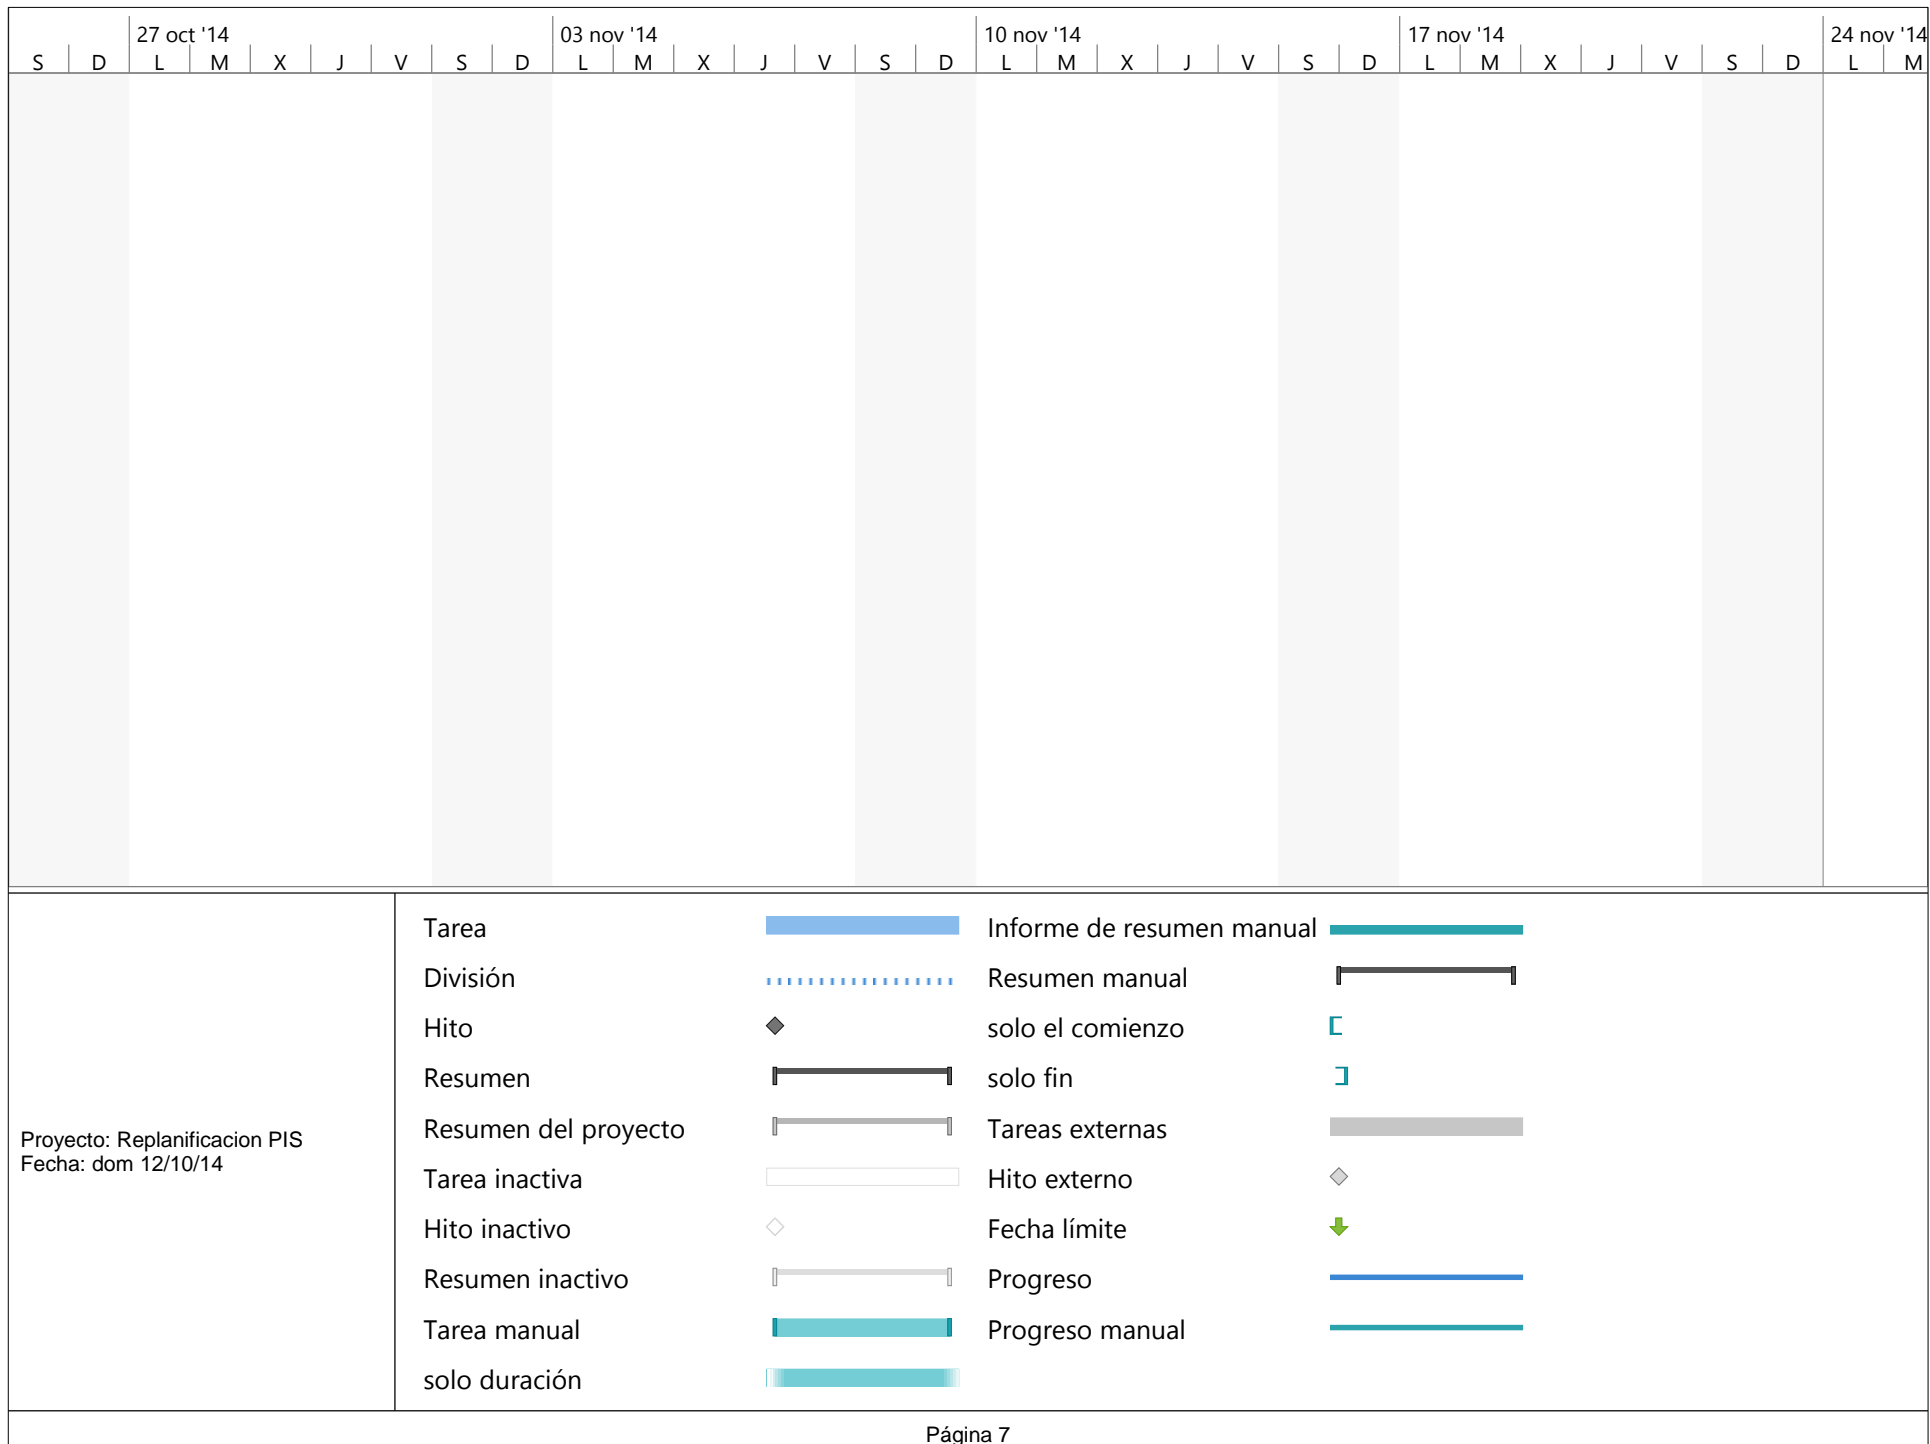 27 oct '14 03 nov '14 10 nov '14 17 nov '14 24 nov '14
S D L M X J V S D L M X J V S D L M X J V S D L M X J V S D L M
Tarea
División
Hito
Resumen
Resumen del proyecto
Tarea inactiva
Hito inactivo
Resumen inactivo
Tarea manual
solo duración
Informe de resumen manual
Resumen manual
solo el comienzo
solo fin
Tareas externas
Hito externo
Fecha límite
Progreso
Progreso manual
Proyecto: Replanificacion PIS
Fecha: dom 12/10/14
Página 7